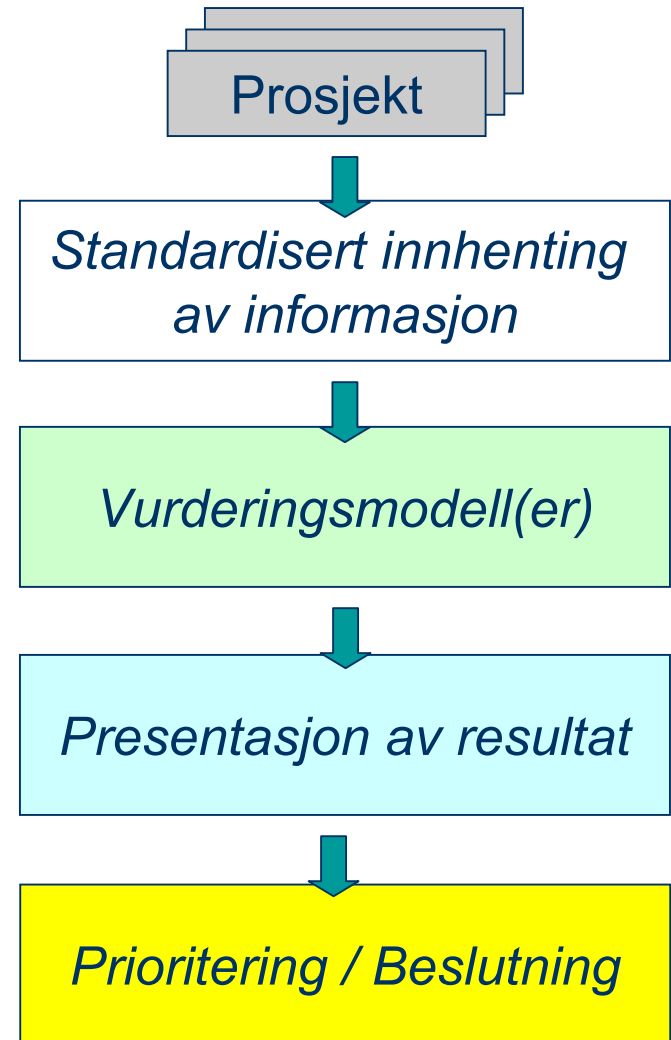 Prosjekt
Standardisert innhenting
av informasjon
Vurderingsmodell(er)
Presentasjon av resultat
Prioritering / Beslutning